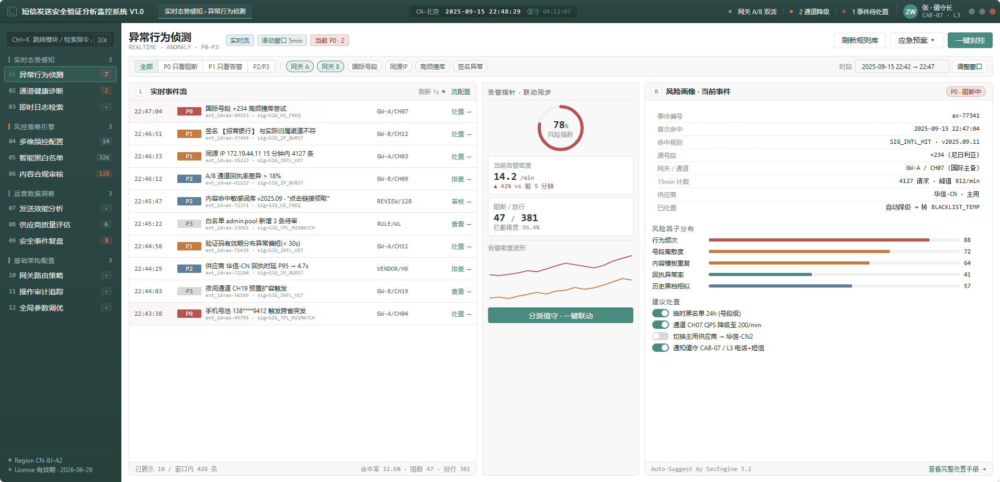 短信发送安全验证分析监控系统 V1.0
实时态势感知 › 异常行为侦测
CN·北京 2025-09-15 22:48:29 值守 04:12:07
网关 A/B 双活
2 通道降级
1 事件待处置
ZW
张 · 值守长
CAB-07 · L3
Ctrl+K 跳转模块 / 检索指令 / ⌘K
实时态势感知 3
01 异常行为侦测 7
02 通道健康诊断 2
03 即时日志检索 ·
风控策略引擎 3
04 多维频控配置 14
05 智能黑白名单 32k
06 内容合规审核 128
运营数据洞察 3
07 发送效能分析 ·
08 供应商质量评估 6
09 安全事件复盘 3
基础架构配置 3
10 网关路由策略 ·
11 操作审计追踪 ·
12 全局参数调优 ·
Region CN-BJ-A2
License 有效期 · 2026-06-29
异常行为侦测
REALTIME · ANOMALY · P0-P3
实时流
滑动窗口 5min
当前 P0 · 2
刷新规则库
应急预案 ▾
一键封控
全部 P0 只看阻断 P1 只看告警 P2/P3
网关 A 网关 B 国际号段 同源IP 高频撞库 签名异常
时段 2025-09-15 22:42 → 22:47 调整窗口
L 实时事件流 刷新 1s 流配置
22:47:04 P0 国际号段 +234 高频撞库尝试 GW-A/CH07 处置 →
evt_id=ax-99553 · sig=SIG_HI_FREQ
22:46:51 P1 签名 【招商银行】 与实际归属渠道不符 GW-B/CH12 处置 →
evt_id=ax-37494 · sig=SIG_IP_BURST
22:46:33 P1 同源 IP 172.19.44.11 15 分钟内 4127 条 GW-A/CH03 处置 →
evt_id=ax-35223 · sig=SIG_INTL_HIT
22:46:12 P2 A/B 通道回执率差异 > 18% GW-B/CH09 排查 →
evt_id=ax-41122 · sig=SIG_IP_BURST
22:45:47 P2 内容命中敏感词库 v2025.09 · "点击链接领取" REVIEW/128 审核 →
evt_id=ax-72371 · sig=SIG_HI_FREQ
22:45:22 P3 白名单 admin.pool 新增 3 条待审 RULE/WL 查看 →
evt_id=ax-23961 · sig=SIG_TPL_MISMATCH
22:44:58 P1 验证码有效期分布异常偏短(< 30s) GW-A/CH11 处置 →
evt_id=ax-71435 · sig=SIG_INTL_HIT
22:44:29 P2 供应商 华信-CN 回执时延 P95 → 4.7s VENDOR/HX 排查 →
evt_id=ax-71250 · sig=SIG_IP_BURST
22:44:03 P3 夜间通道 CH19 预置扩容触发 GW-B/CH19 查看 →
evt_id=ax-56599 · sig=SIG_INTL_HIT
22:43:38 P0 手机号池 138****9412 触发跨省突发 GW-A/CH04 处置 →
evt_id=ax-45795 · sig=SIG_TPL_MISMATCH
已展示 10 / 窗口内 428 条 命中率 12.6% · 阻断 47 · 放行 381
告警指针 · 联动同步
78%
风险指数
当前告警密度
14.2 /min
▲ 42% vs 前 5 分钟
阻断 / 放行
47 / 381
拦截精度 96.4%
告警密度波形
分派值守 · 一键联动
R 风险画像 · 当前事件 P0 · 阻断中
事件编号 ax-77341
首次命中 2025-09-15 22:47:04
命中规则 SIG_INTL_HIT · v2025.09.11
源号段 +234 (尼日利亚)
网关 / 通道 GW-A / CH07 (国际主备)
15min 计数 4127 请求 · 峰值 812/min
供应商 华信-CN · 主用
已处置 自动降级 → 转 BLACKLIST_TEMP
风险因子分布
行为频次 88
号段离散度 72
内容模板重复 64
回执异常率 41
历史黑档相似 57
建议处置
临时黑名单 24h (号段级)
通道 CH07 QPS 降级至 200/min
切换主用供应商 → 华信-CN2
通知值守 CAB-07 / L3 电话+短信
Auto-Suggest by SecEngine 3.2 查看完整处置手册 →